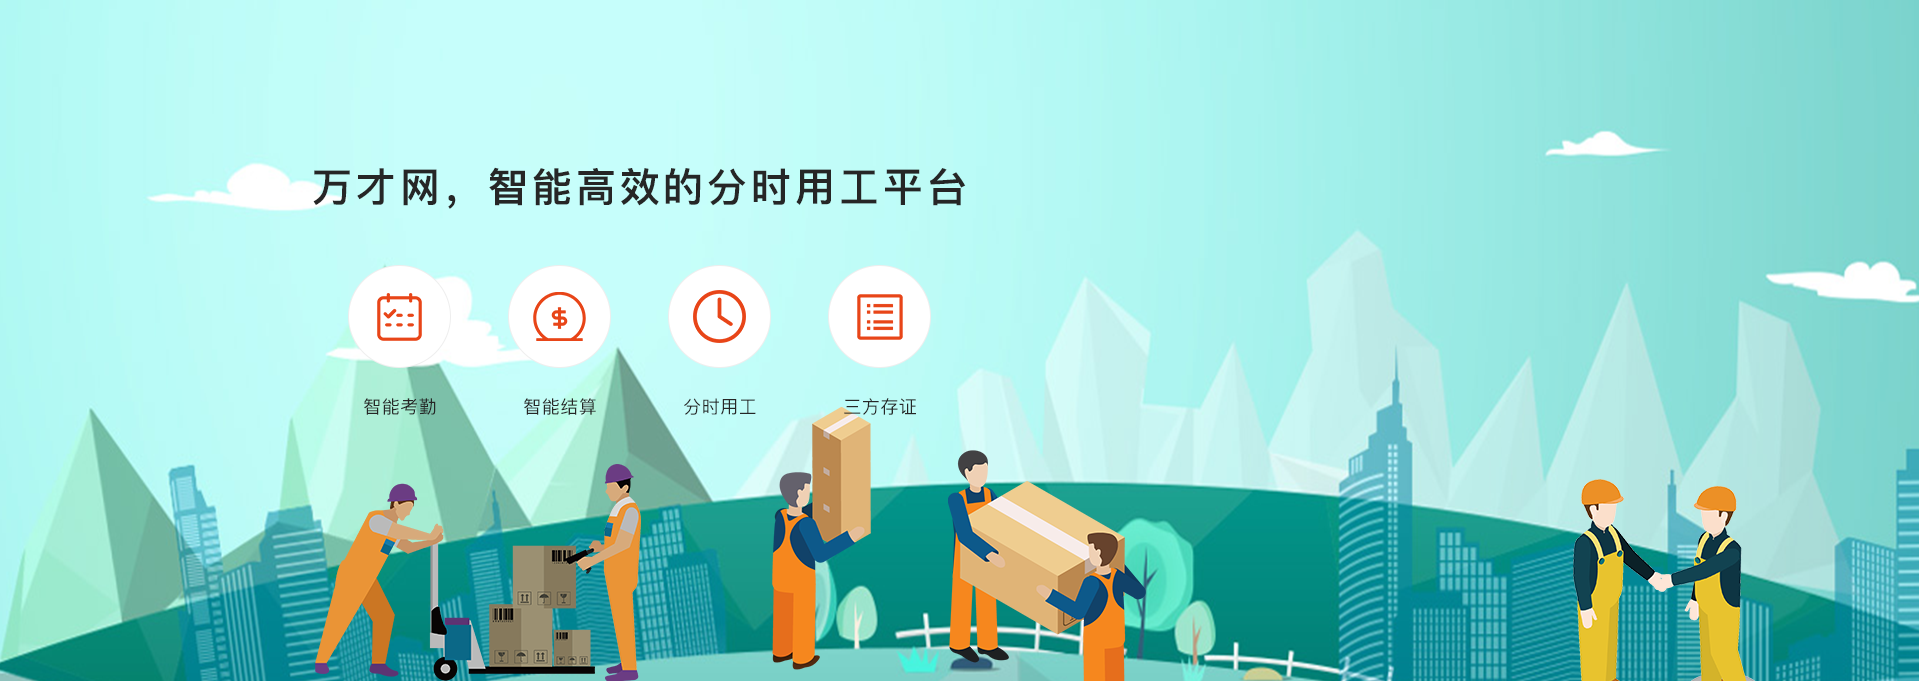 万才网，智能高效的分时用工平台
智能考勤
智能结算
分时用工
三方存证